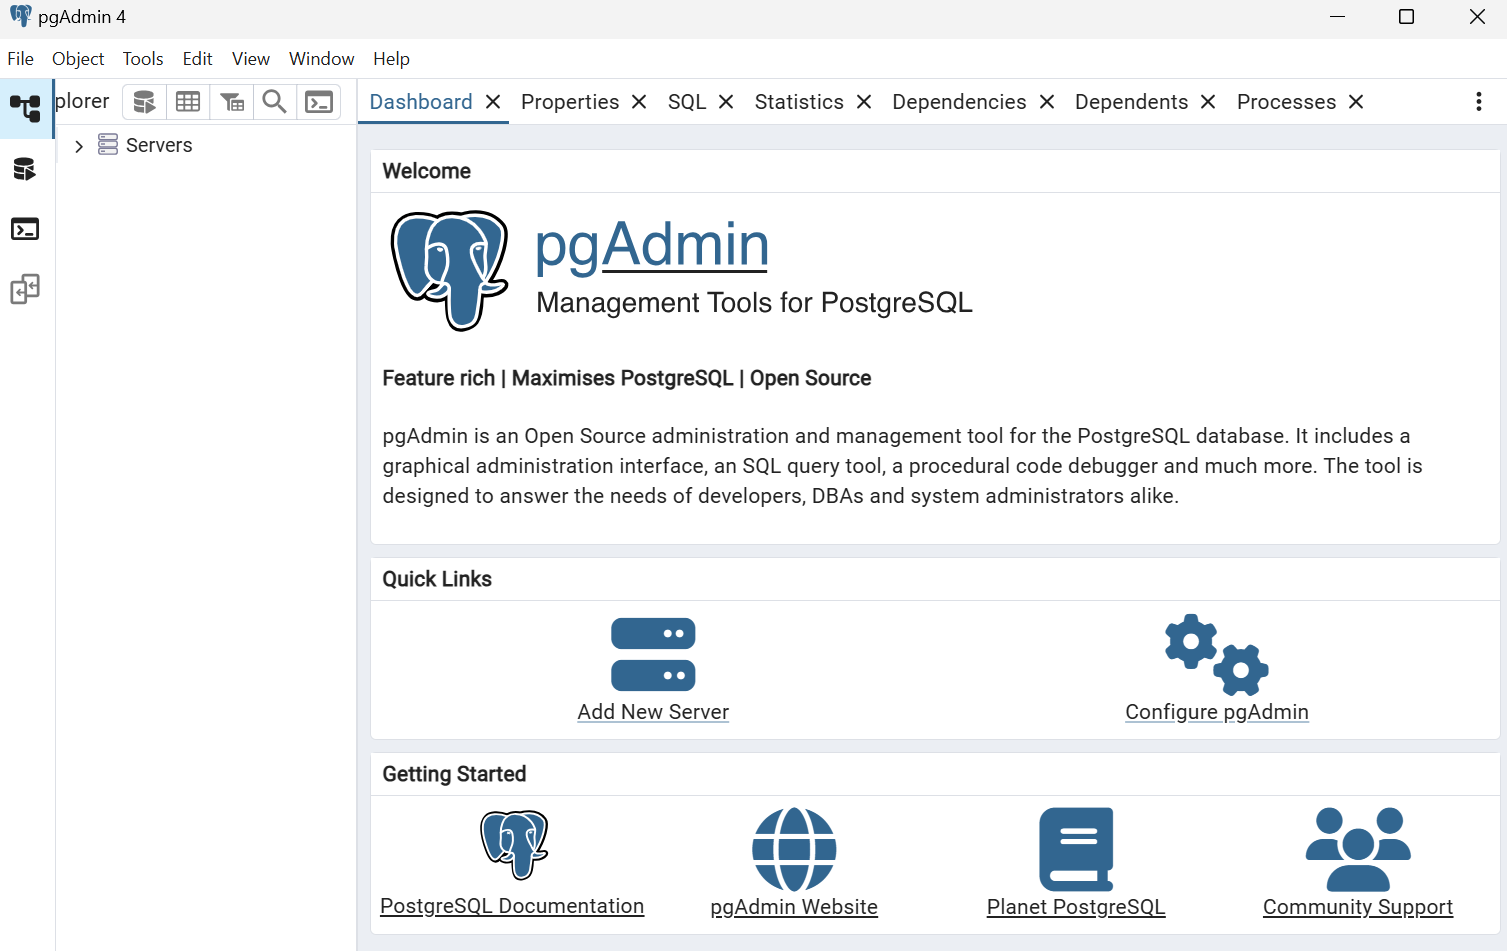 pgAdmin 4
File Object Tools Edit View Window Help
plorer
Dashboard Properties SQL Statistics Dependencies Dependents Processes
Servers
Welcome
pgAdmin
Management Tools for PostgreSQL
Feature rich | Maximises PostgreSQL | Open Source
pgAdmin is an Open Source administration and management tool for the PostgreSQL database. It includes a
graphical administration interface, an SQL query tool, a procedural code debugger and much more. The tool is
designed to answer the needs of developers, DBAs and system administrators alike.
Quick Links
Add New Server
Configure pgAdmin
Getting Started
PostgreSQL Documentation
pgAdmin Website
Planet PostgreSQL
Community Support